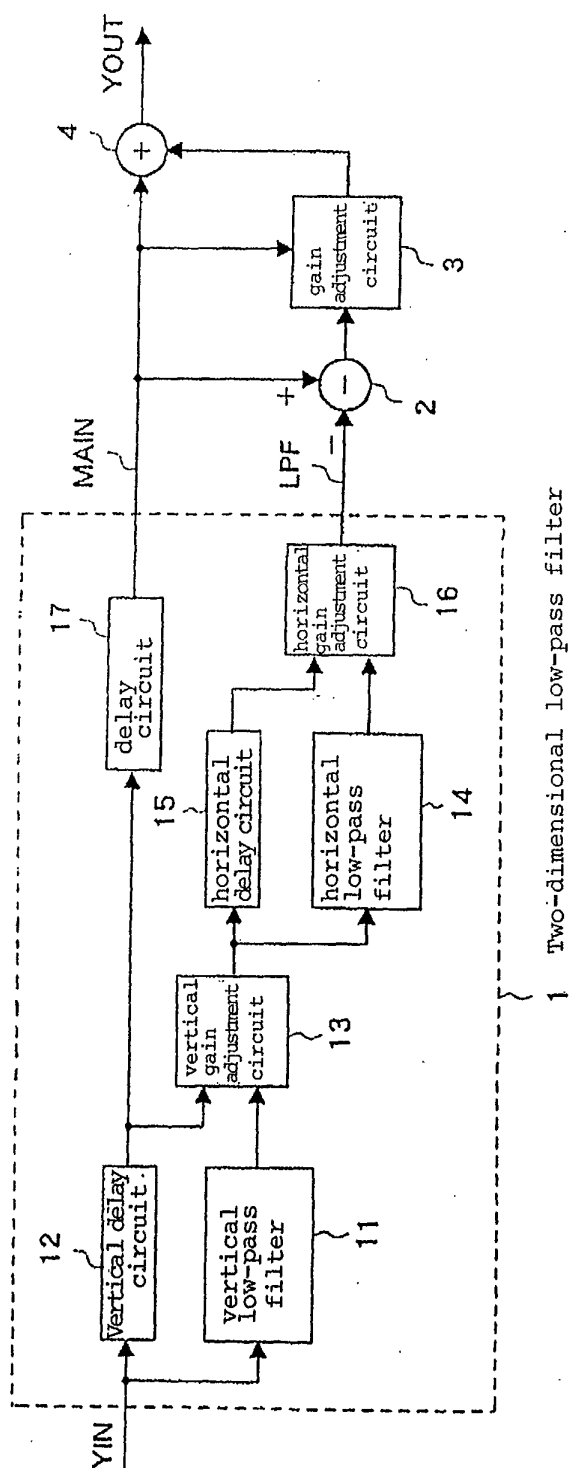 YIN
12
Vertical delay
circuit
vertical
low-pass
filter
11
vertical
gain
adjustment
circuit
13
15
horizontal
delay circuit
horizontal
low-pass
filter
14
17
delay
circuit
horizontal
gain
adjustment
circuit
16
MAIN
LPF
−
+
−
2
gain
adjustment
circuit
3
4
+
YOUT
1
Two-dimensional low-pass filter